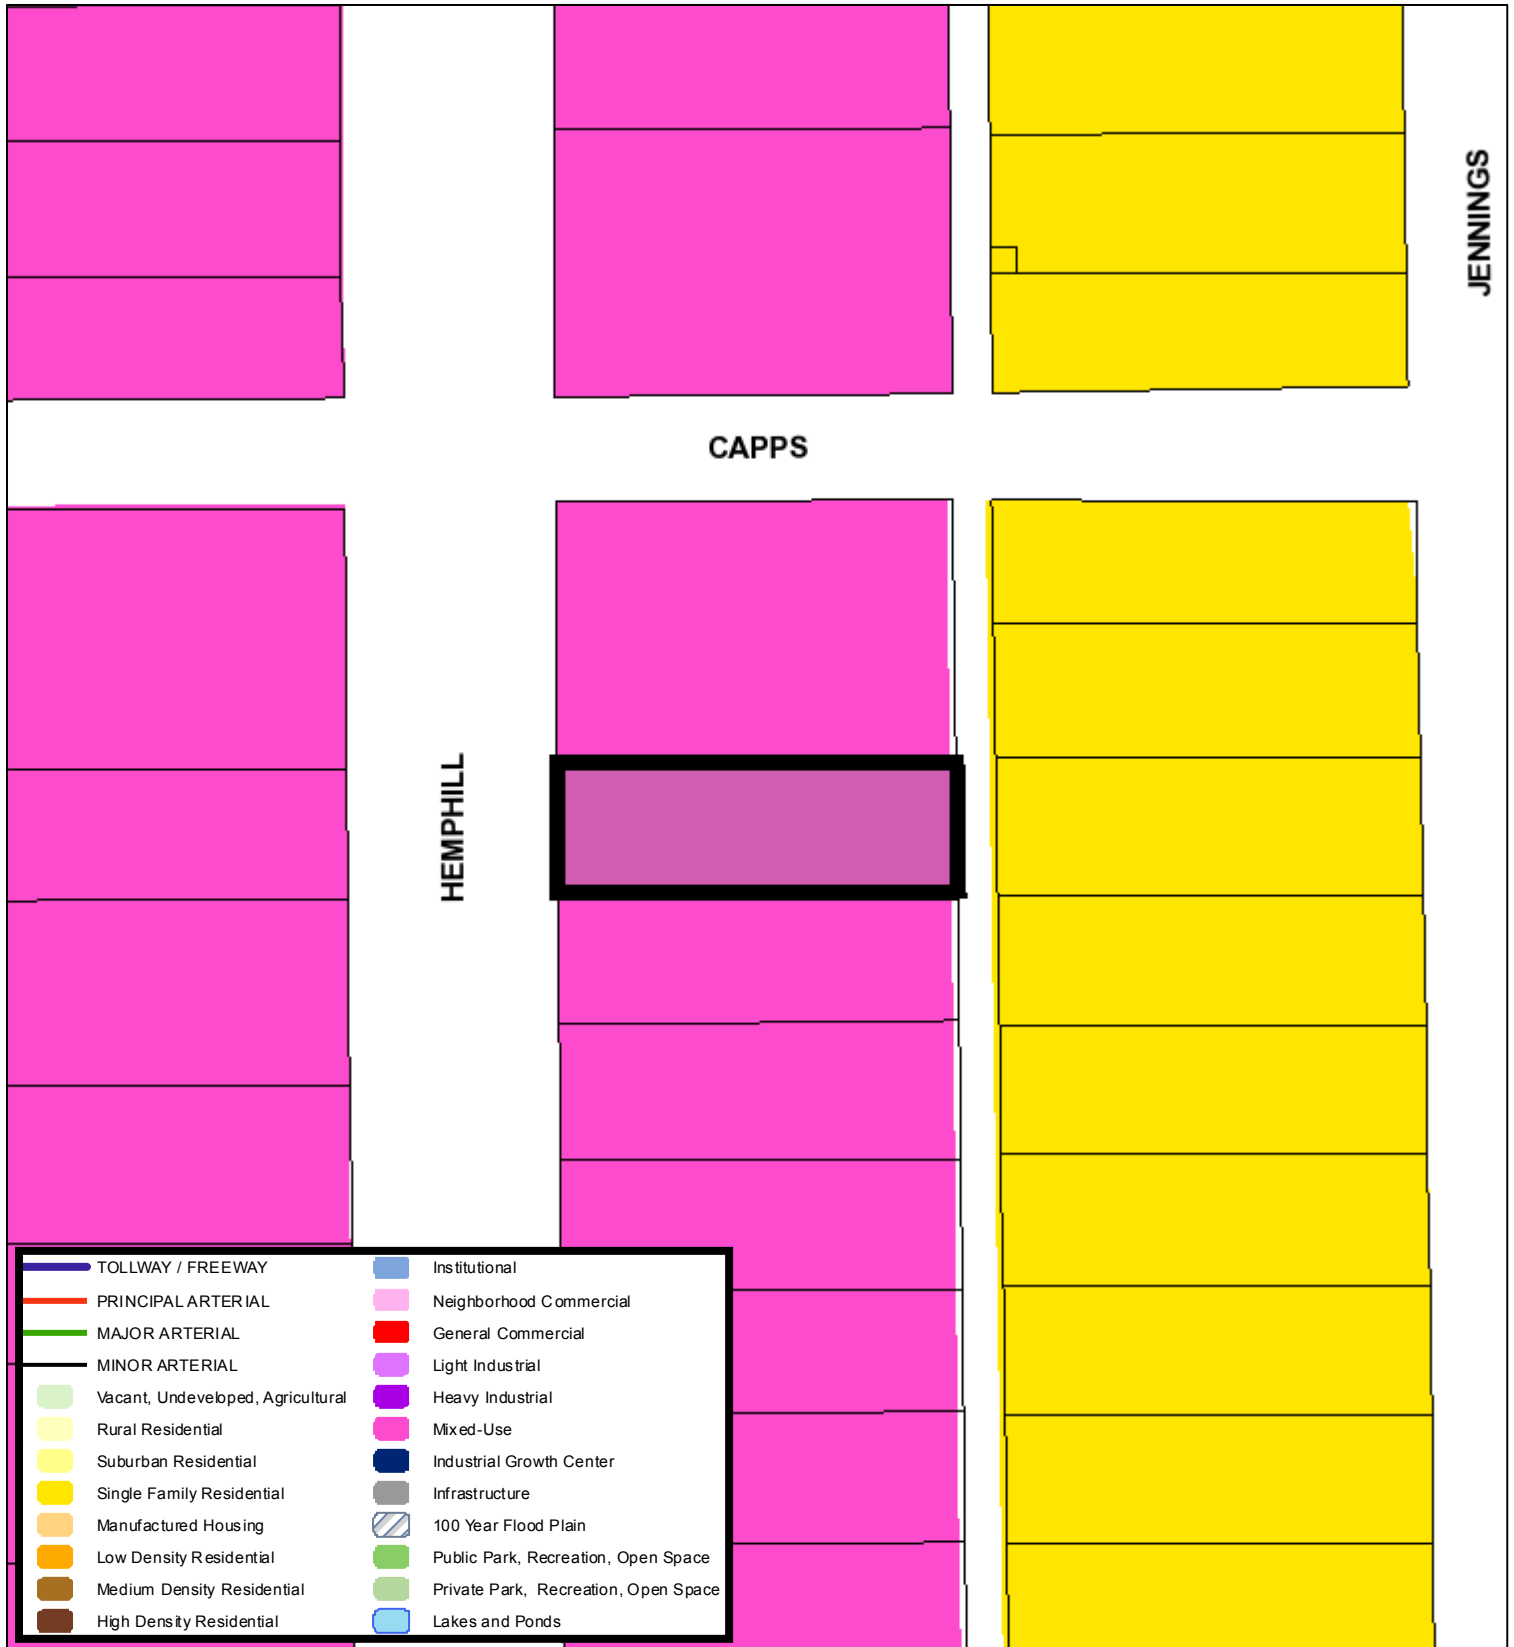 JENNINGS
CAPPS
HEMPHILL
TOLLWAY / FREEWAY
PRINCIPAL ARTERIAL
MAJOR ARTERIAL
MINOR ARTERIAL
Vacant, Undeveloped, Agricultural
Rural Residential
Suburban Residential
Single Family Residential
Manufactured Housing
Low Density Residential
Medium Density Residential
High Density Residential
Institutional
Neighborhood Commercial
General Commercial
Light Industrial
Heavy Industrial
Mixed-Use
Industrial Growth Center
Infrastructure
100 Year Flood Plain
Public Park, Recreation, Open Space
Private Park, Recreation, Open Space
Lakes and Ponds